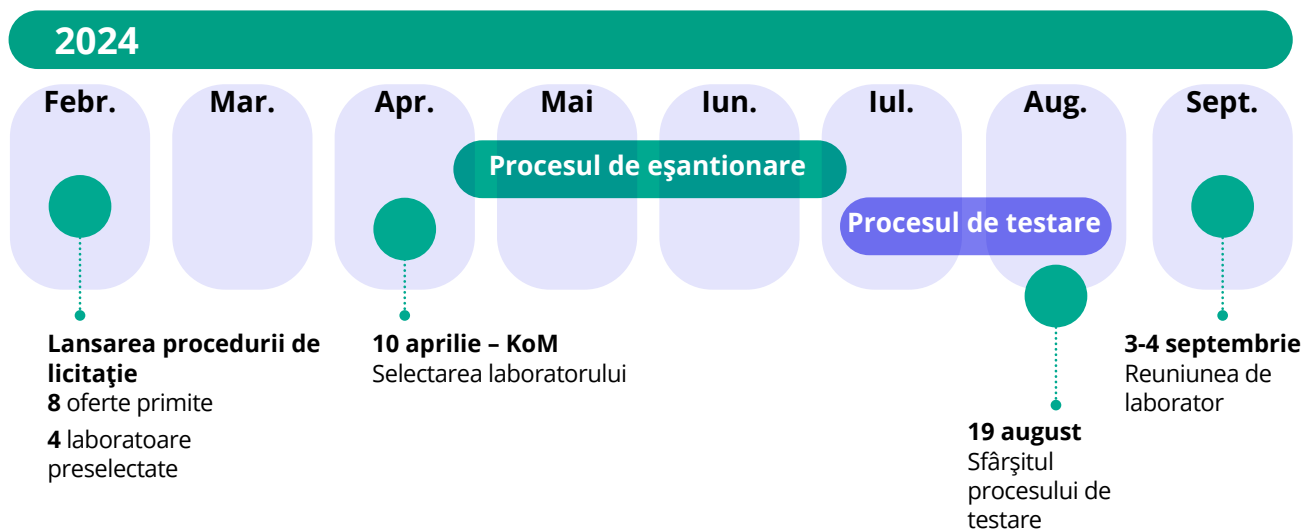 2024
Febr.
Mar.
Apr.
Mai
Iun.
Iul.
Aug.
Sept.
Procesul de eşantionare
Procesul de testare
Lansarea procedurii de
licitaţie
8 oferte primite
4 laboratoare
preselectate
10 aprilie – KoM
Selectarea laboratorului
19 august
Sfârşitul
procesului de
testare
3-4 septembrie
Reuniunea de
laborator